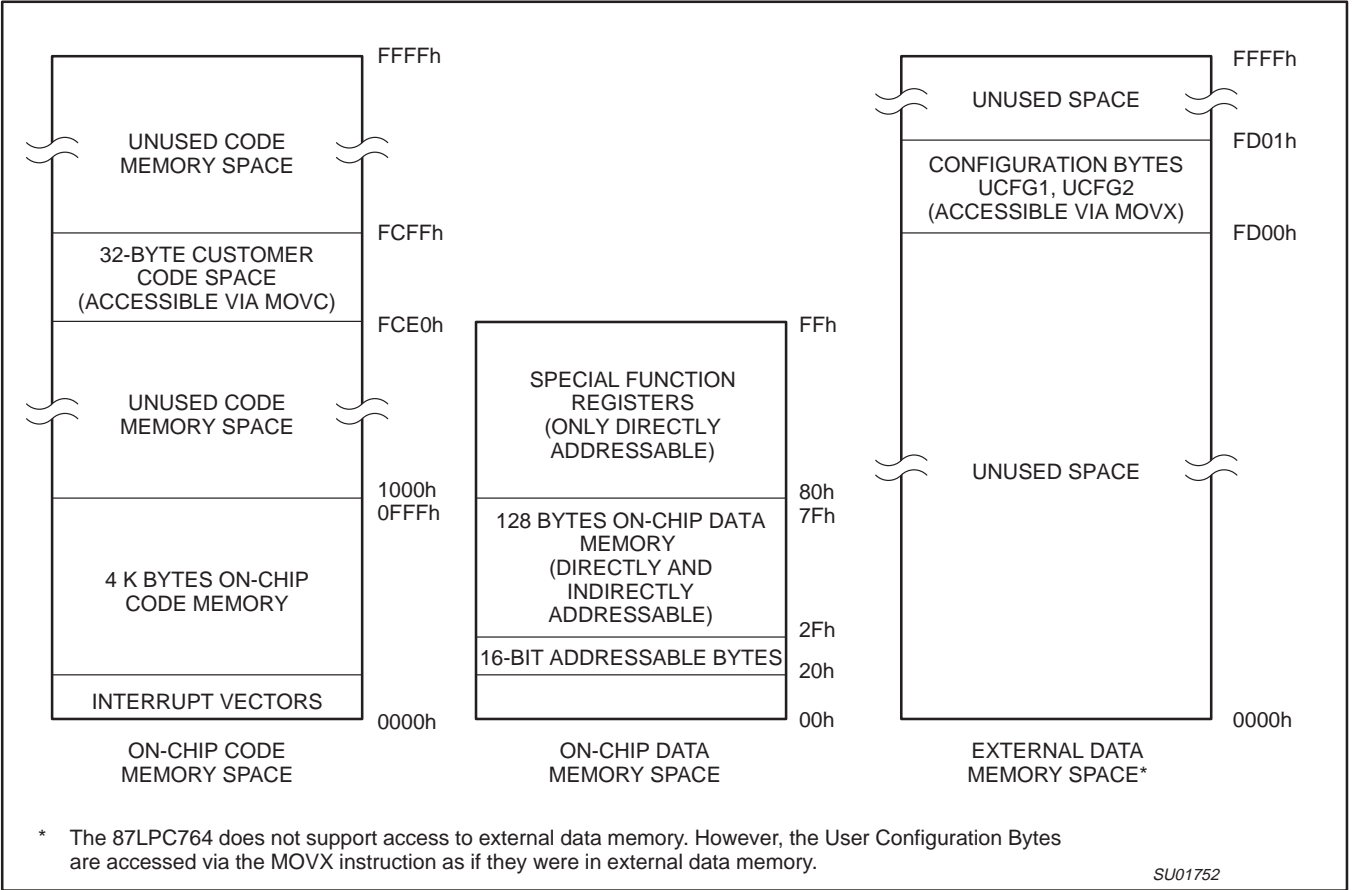 FFFFh
UNUSED CODE
MEMORY SPACE
FCFFh
32-BYTE CUSTOMER
CODE SPACE
(ACCESSIBLE VIA MOVC)
FCE0h
UNUSED CODE
MEMORY SPACE
1000h
0FFFh
4 K BYTES ON-CHIP
CODE MEMORY
INTERRUPT VECTORS
0000h
ON-CHIP CODE
MEMORY SPACE
FFh
SPECIAL FUNCTION
REGISTERS
(ONLY DIRECTLY
ADDRESSABLE)
80h
7Fh
128 BYTES ON-CHIP DATA
MEMORY
(DIRECTLY AND
INDIRECTLY
ADDRESSABLE)
2Fh
16-BIT ADDRESSABLE BYTES
20h
00h
ON-CHIP DATA
MEMORY SPACE
FFFFh
UNUSED SPACE
FD01h
CONFIGURATION BYTES
UCFG1, UCFG2
(ACCESSIBLE VIA MOVX)
FD00h
UNUSED SPACE
0000h
EXTERNAL DATA
MEMORY SPACE*
* The 87LPC764 does not support access to external data memory. However, the User Configuration Bytes
are accessed via the MOVX instruction as if they were in external data memory.
SU01752